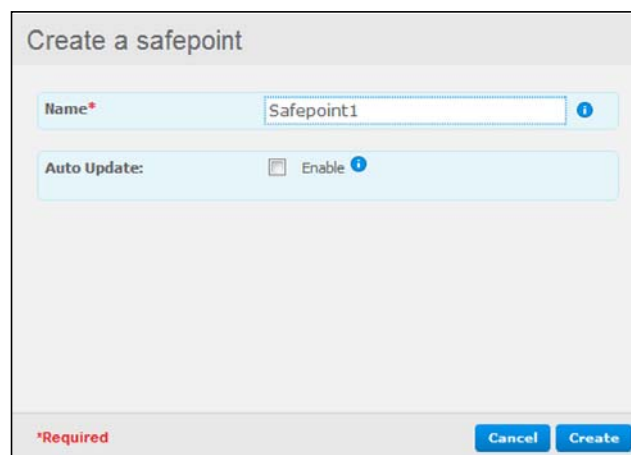 Create a safepoint
Name* Safepoint1
Auto Update: Enable
*Required Cancel Create